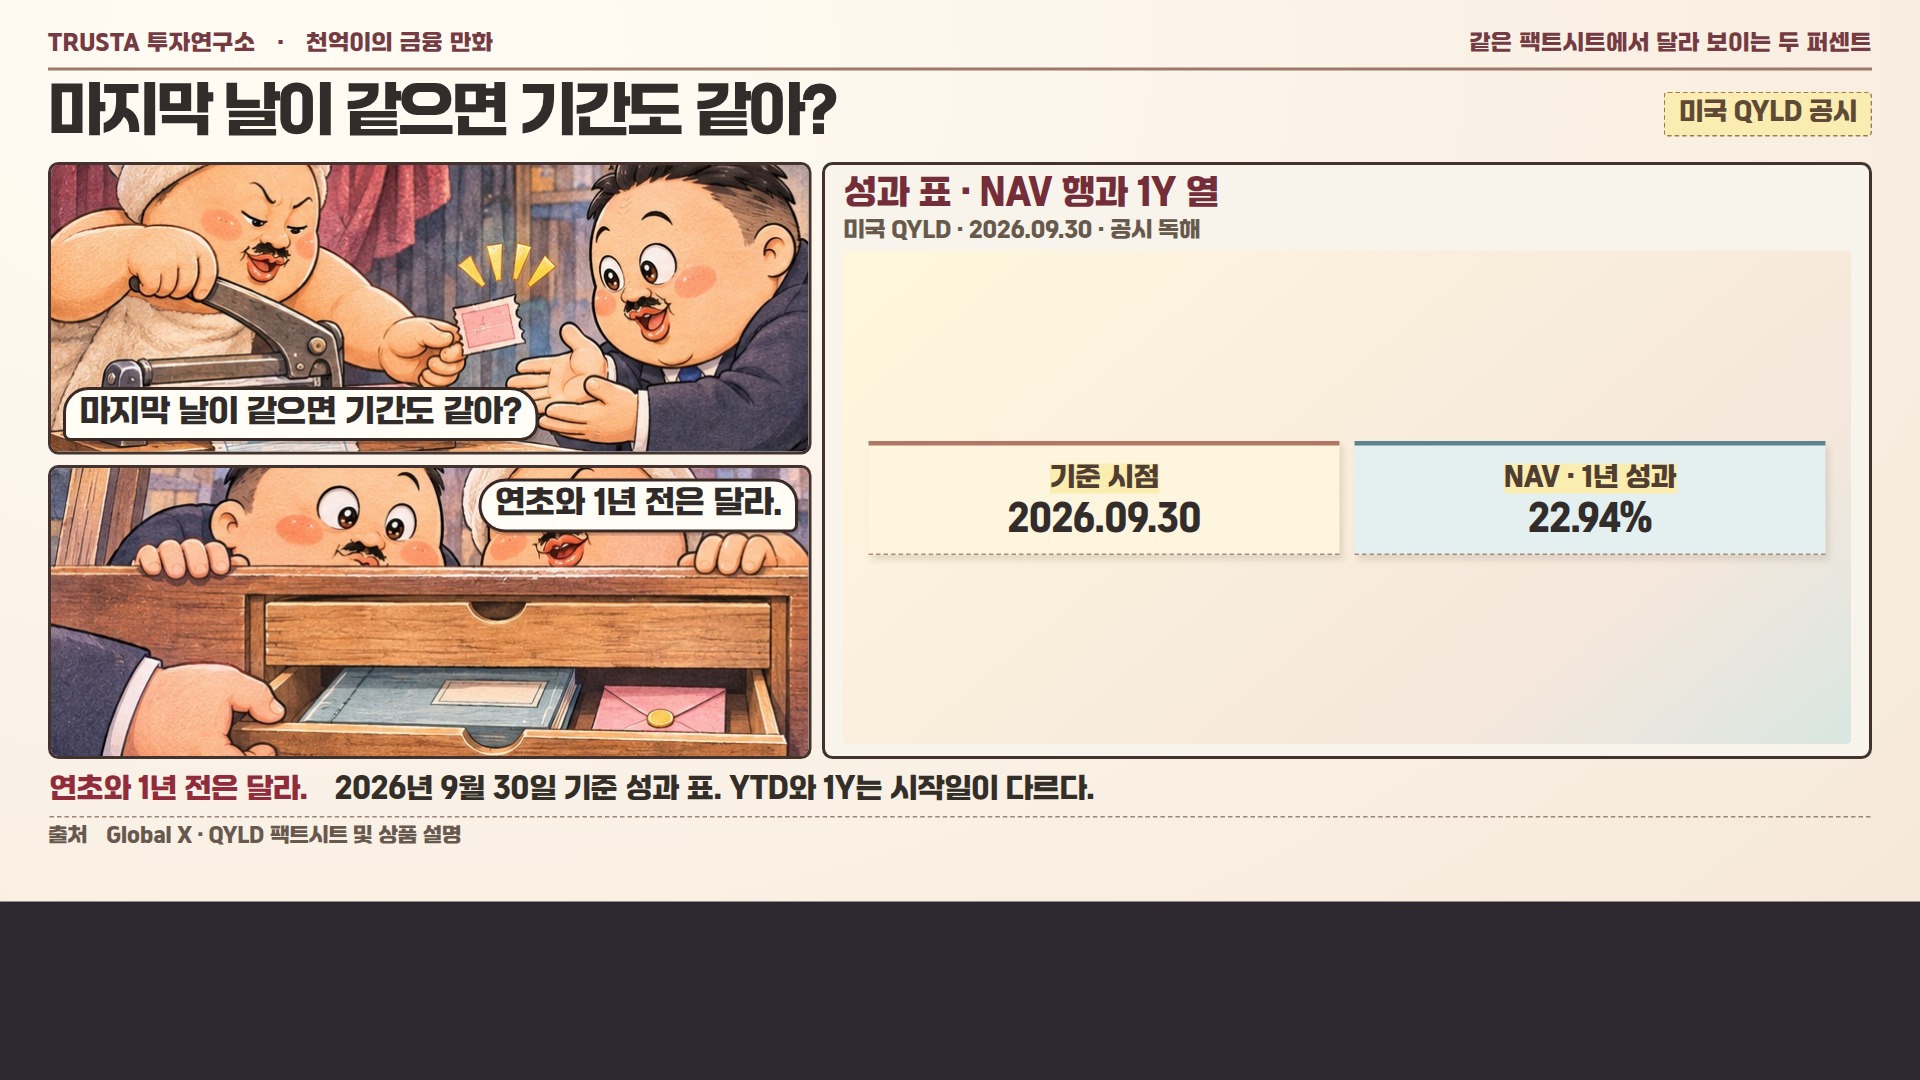 TRUSTA 투자연구소 · 천억이의 금융 만화
같은 팩트시트에서 달라 보이는 두 퍼센트
마지막 날이 같으면 기간도 같아?
미국 QYLD 공시
마지막 날이 같으면 기간도 같아?
연초와 1년 전은 달라.
성과 표 · NAV 행과 1Y 열
미국 QYLD · 2026.09.30 · 공시 독해
기준 시점
2026.09.30
NAV · 1년 성과
22.94%
연초와 1년 전은 달라. 2026년 9월 30일 기준 성과 표. YTD와 1Y는 시작일이 다르다.
출처 Global X · QYLD 팩트시트 및 상품 설명